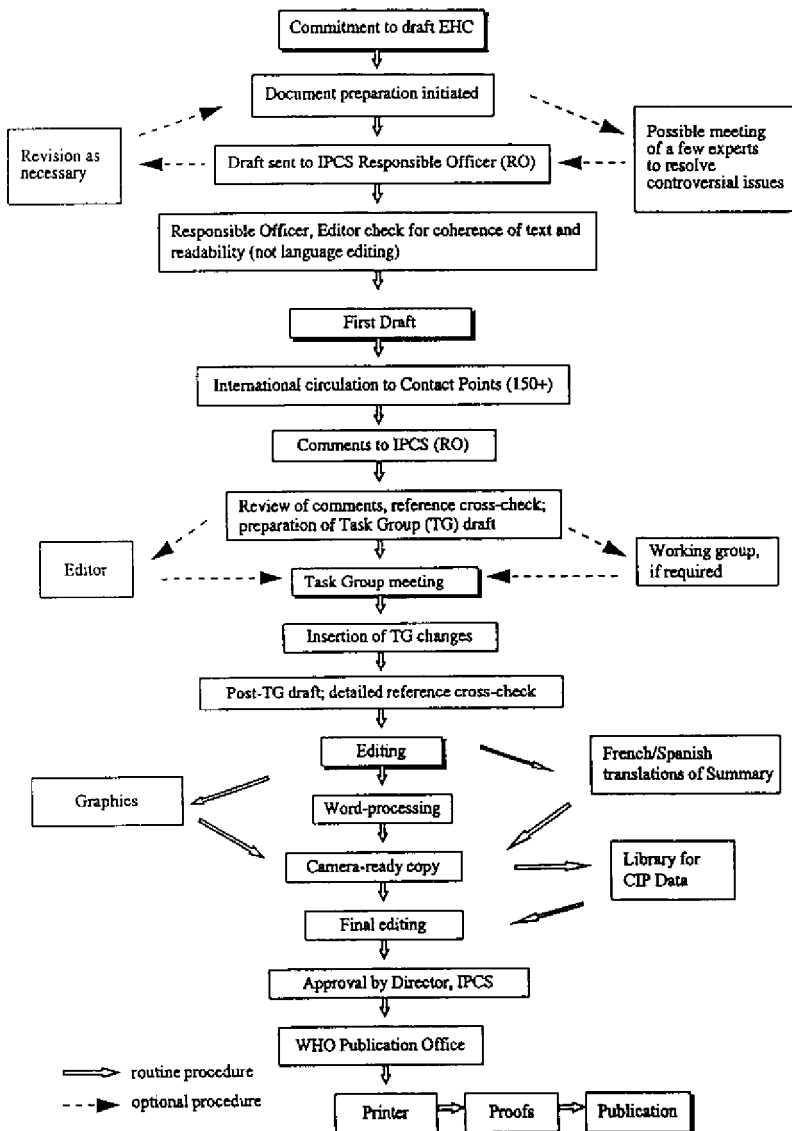 Commitment to draft EHC
Document preparation initiated
Revision as
necessary
Possible meeting
of a few experts
to resolve
controversial issues
Draft sent to IPCS Responsible Officer (RO)
Responsible Officer, Editor check for coherence of text and
readability (not language editing)
First Draft
International circulation to Contact Points (150+)
Comments to IPCS (RO)
Review of comments, reference cross-check;
preparation of Task Group (TG) draft
Editor
Working group,
if required
Task Group meeting
Insertion of TG changes
Post-TG draft; detailed reference cross-check
Editing
French/Spanish
translations of Summary
Graphics
Word-processing
Camera-ready copy
Library for
CIP Data
Final editing
Approval by Director, IPCS
WHO Publication Office
routine procedure
optional procedure
Printer
Proofs
Publication